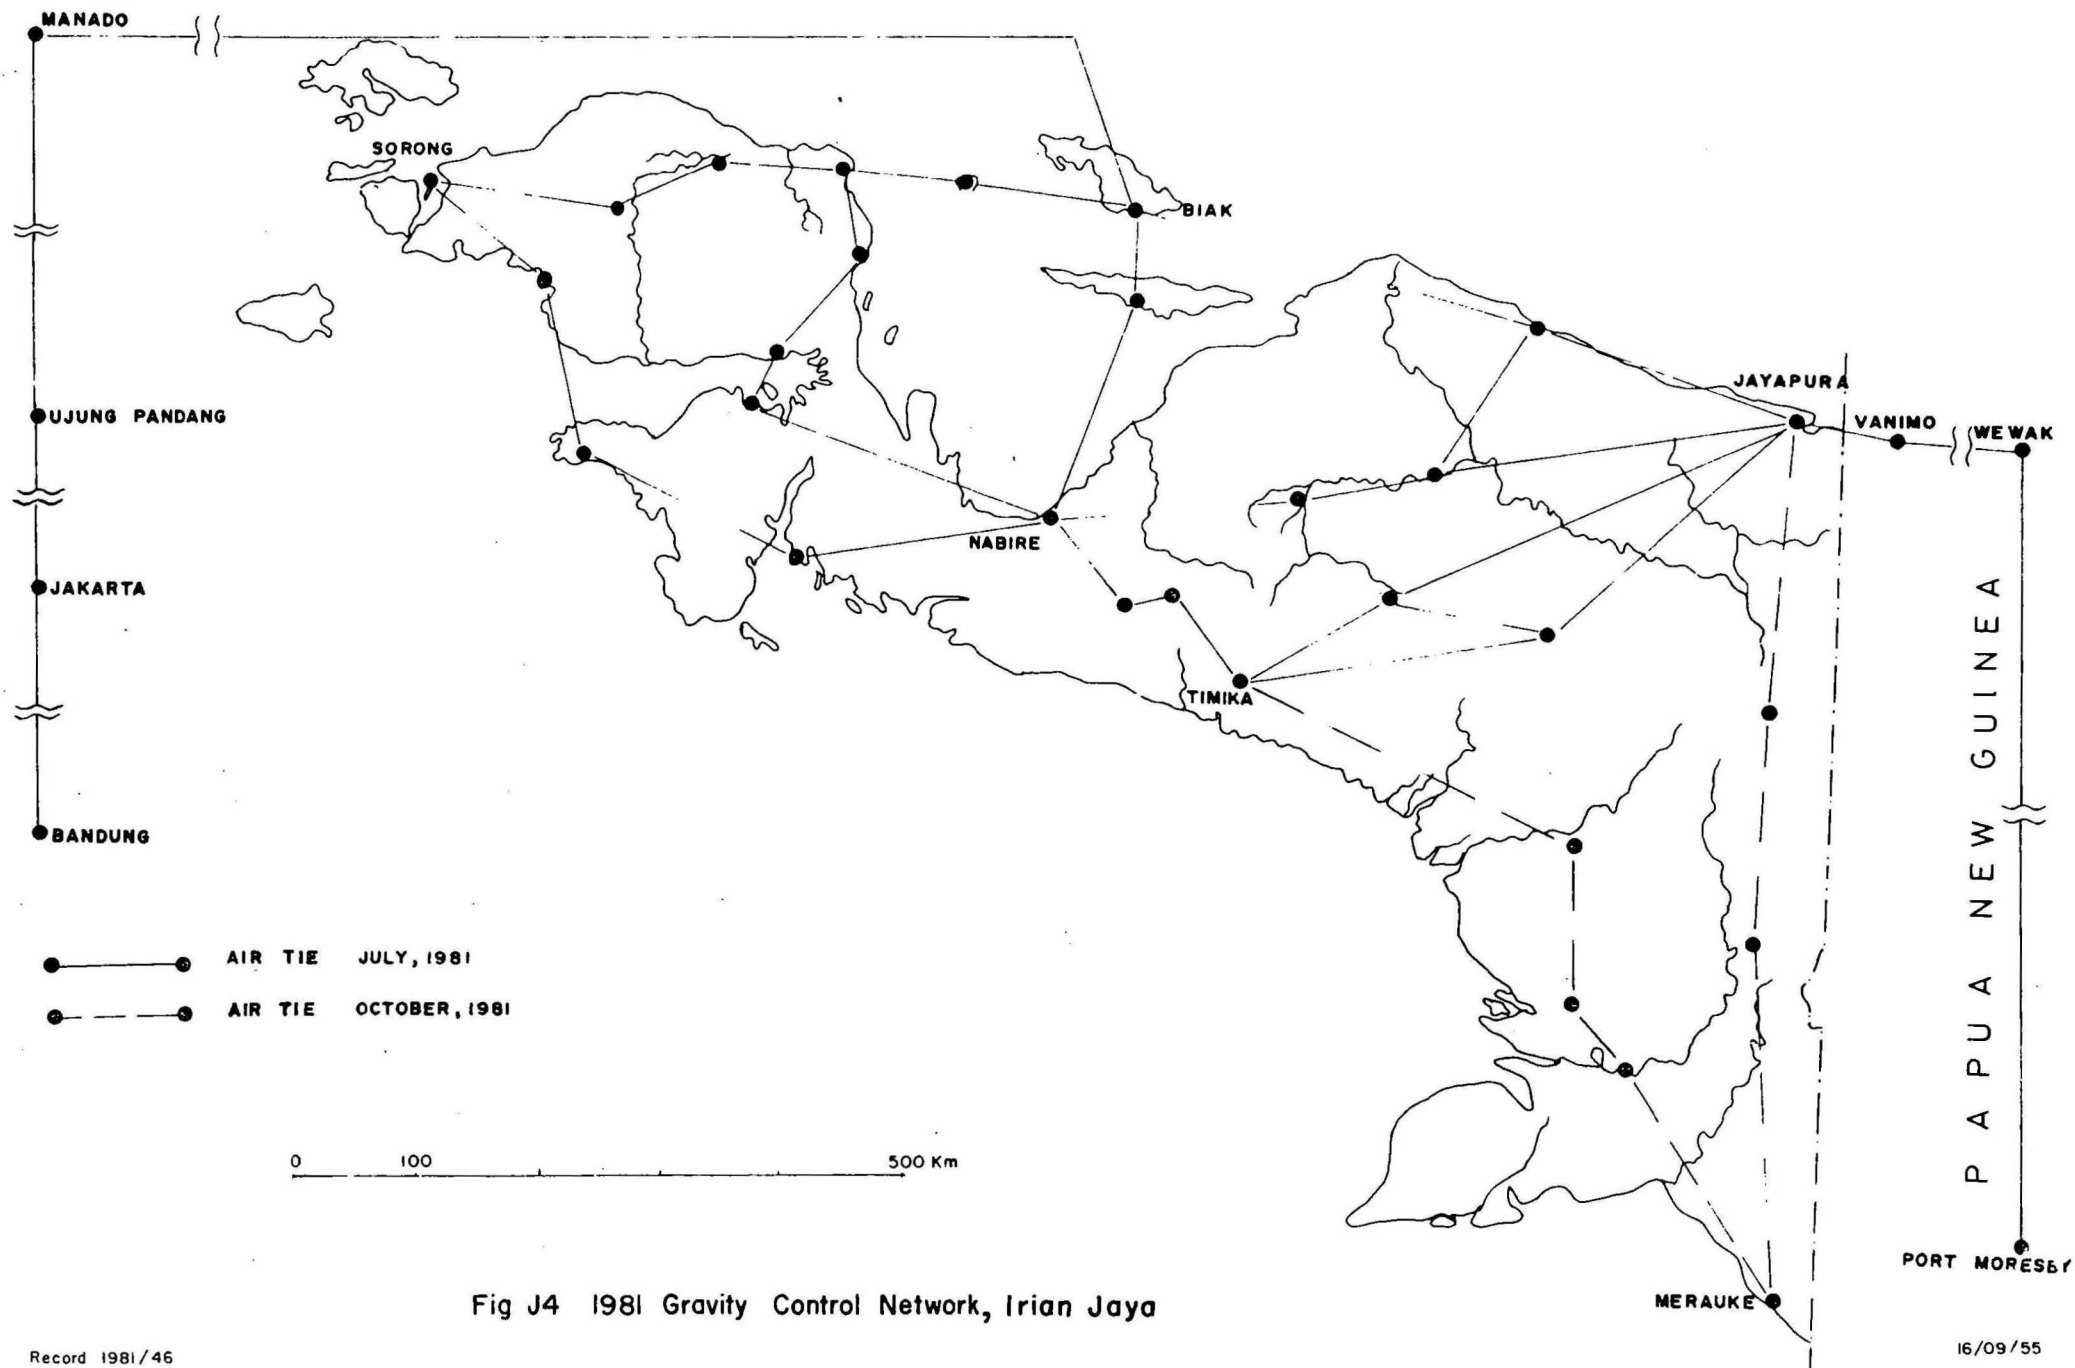 MANADO
SORONG
BIAK
JAYAPURA
VANIMO
WEWAK
UJUNG PANDANG
NABIRE
JAKARTA
TIMIKA
BANDUNG
PAPUA NEW GUINEA
AIR TIE JULY, 1981
AIR TIE OCTOBER, 1981
0 100 500 Km
PORT MORESBY
MERAUKE
Fig J4 1981 Gravity Control Network, Irian Jaya
Record 1981/46
16/09/55